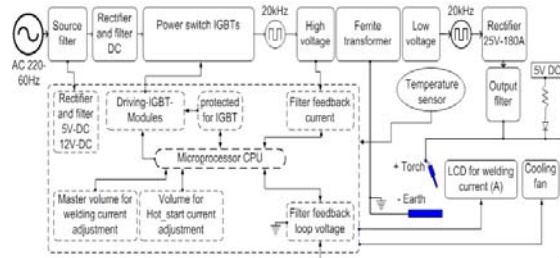 20kHz
20kHz
Source
filter
Rectifier
and filter
DC
Power switch IGBTs
High
voltage
Ferrite
transformer
Low
voltage
Rectifier
25V-180A
AC 220-
60Hz
5V DC
Rectifier
and filter
5V-DC
12V-DC
Driving-IGBT-
Modules
protected
for IGBT
Filter feedback
current
Temperature
sensor
Output
filter
Microprocessor CPU
+ Torch
- Earth
LCD for welding
current (A)
Cooling
fan
Master volume for
welding current
adjustment
Volume for
Hot_start current
adjustment
Filter feedback
loop voltage